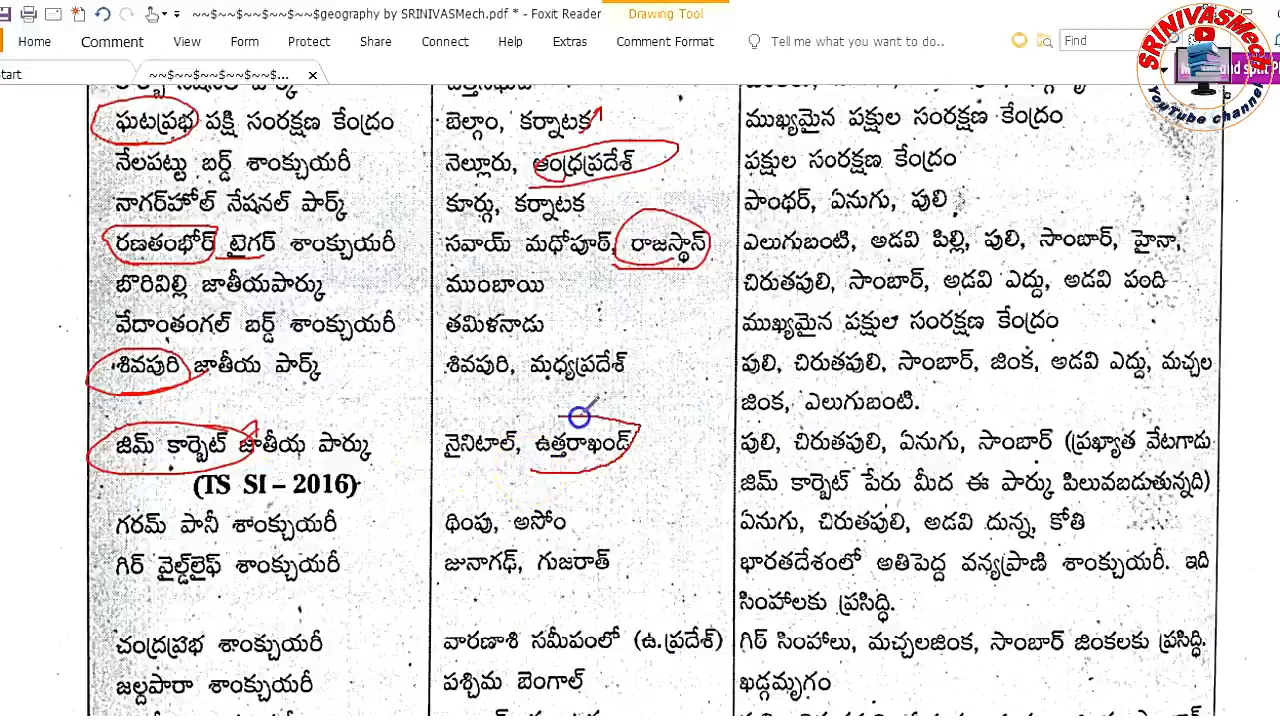 ~~$~~$~~$~~$~~$geography by SRINIVASMech.pdf * - Foxit Reader
Drawing Tool
Home Comment View Form Protect Share Connect Help Extras Comment Format Tell me what you want to do.. Find
tart ~~$~~$~~$~~$~~$... ×
SRINIVASMech
YouTube channel
ఘటప్రభ పక్షి సంరక్షణ కేంద్రం బెల్గాం, కర్నాటక ముఖ్యమైన పక్షుల సంరక్షణ కేంద్రం
నేలపట్టు బర్డ్ శాంక్చుయరీ నెల్లూరు, ఆంధ్రప్రదేశ్ పక్షుల సంరక్షణ కేంద్రం
నాగర్‌హోల్ నేషనల్ పార్క్ కూర్గు, కర్నాటక పాంథర్, ఏనుగు, పులి
రణతంభోర్ టైగర్ శాంక్చుయరీ సవాయ్ మధోపూర్, రాజస్థాన్ ఎలుగుబంటి, అడవి పిల్లి, పులి, సాంబార్, హైనా,
బొరివిల్లి జాతీయపార్కు ముంబాయి చిరుతపులి, సాంబార్, అడవి ఎద్దు, అడవి పంది
వేదాంతంగల్ బర్డ్ శాంక్చుయరీ తమిళనాడు ముఖ్యమైన పక్షుల సంరక్షణ కేంద్రం
శివపురి జాతీయ పార్క్ శివపురి, మధ్యప్రదేశ్ పులి, చిరుతపులి, సాంబార్, జింక, అడవి ఎద్దు, మచ్చల
జింక, ఎలుగుబంటి.
జిమ్ కార్బెట్ జాతీయ పార్కు నైనిటాల్, ఉత్తరాఖండ్ పులి, చిరుతపులి, ఏనుగు, సాంబార్ (ప్రఖ్యాత వేటగాడు
(TS SI – 2016) జిమ్ కార్బెట్ పేరు మీద ఈ పార్కు పిలువబడుతున్నది)
గరమ్ పానీ శాంక్చుయరీ థింపు, అసోం ఏనుగు, చిరుతపులి, అడవి దున్న, కోతి
గిర్ వైల్డ్‌లైఫ్ శాంక్చుయరీ జునాగఢ్, గుజరాత్ భారతదేశంలో అతిపెద్ద వన్యప్రాణి శాంక్చుయరీ. ఇది
సింహాలకు ప్రసిద్ధి.
చంద్రప్రభ శాంక్చుయరీ వారణాశి సమీపంలో (ఉ.ప్రదేశ్) గిర్ సింహాలు, మచ్చలజింక, సాంబార్ జింకలకు ప్రసిద్ధి.
జల్దపారా శాంక్చుయరీ పశ్చిమ బెంగాల్ ఖడ్గమృగం